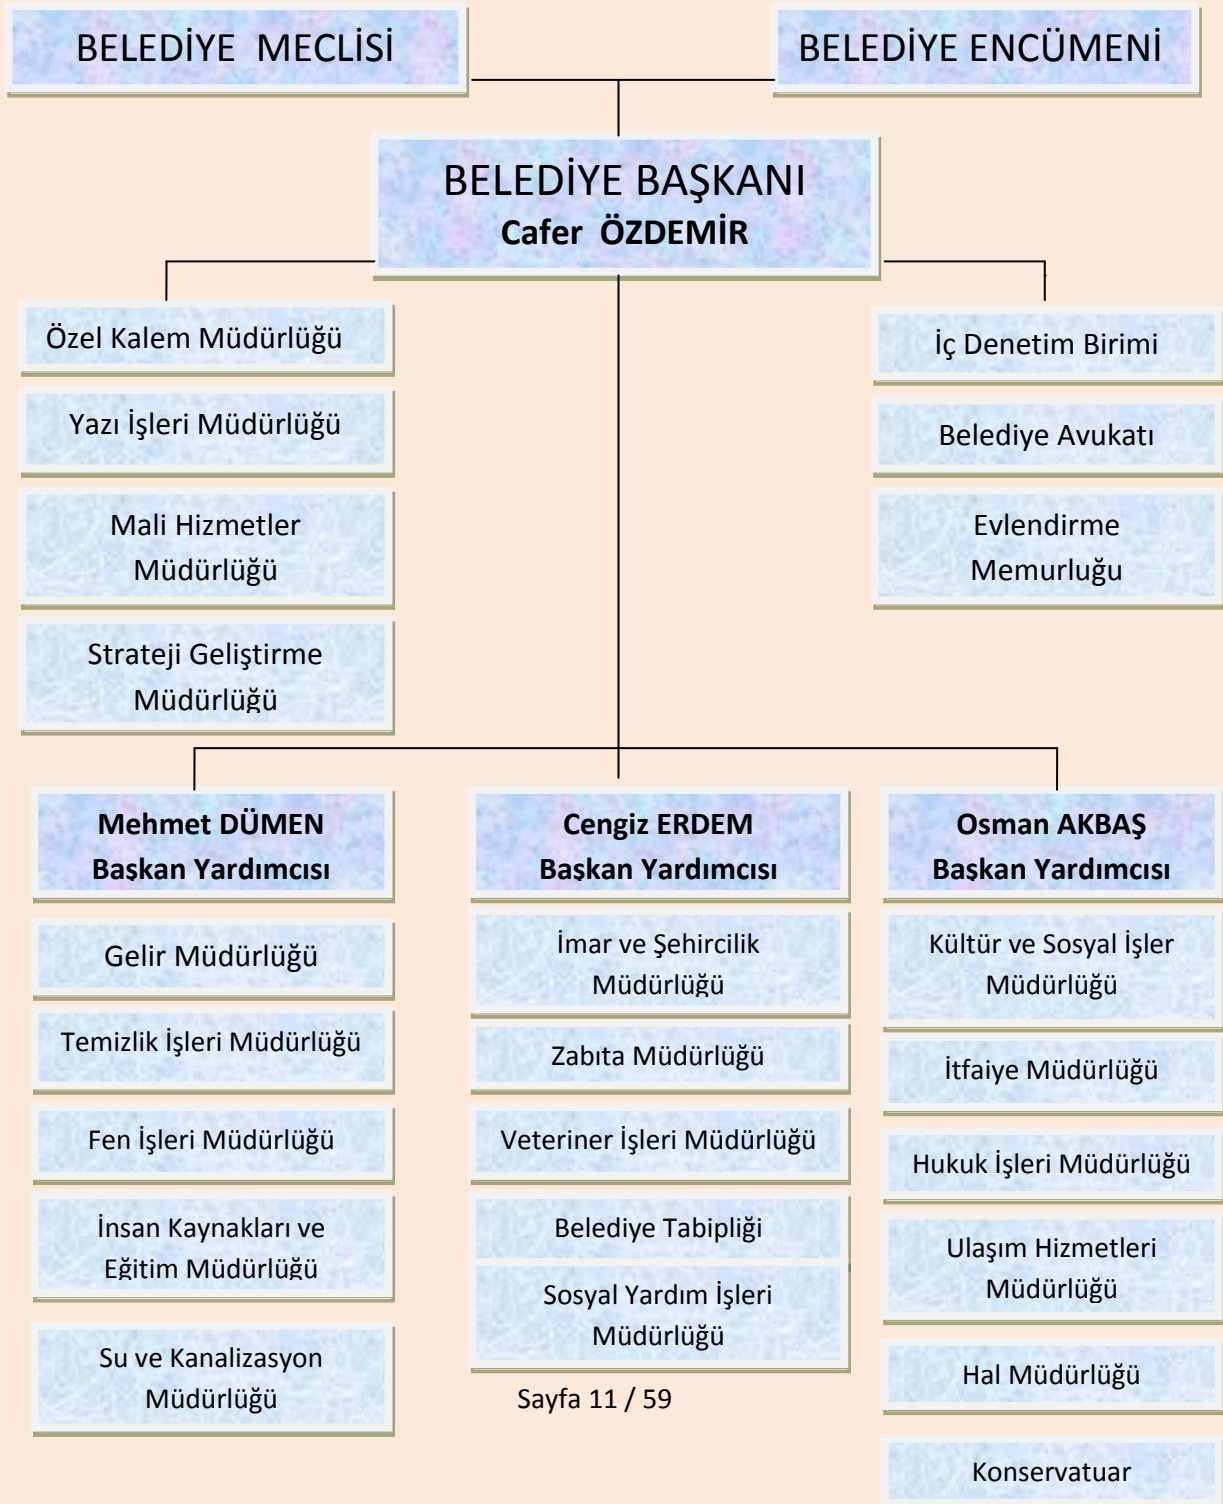 BELEDİYE MECLİSİ
BELEDİYE ENCÜMENİ
BELEDİYE BAŞKANI
Cafer ÖZDEMİR
Özel Kalem Müdürlüğü
Yazı İşleri Müdürlüğü
Mali Hizmetler
Müdürlüğü
Strateji Geliştirme
Müdürlüğü
İç Denetim Birimi
Belediye Avukatı
Evlendirme
Memurluğu
Mehmet DÜMEN
Başkan Yardımcısı
Gelir Müdürlüğü
Temizlik İşleri Müdürlüğü
Fen İşleri Müdürlüğü
İnsan Kaynakları ve
Eğitim Müdürlüğü
Su ve Kanalizasyon
Müdürlüğü
Cengiz ERDEM
Başkan Yardımcısı
İmar ve Şehircilik
Müdürlüğü
Zabıta Müdürlüğü
Veteriner İşleri Müdürlüğü
Belediye Tabipliği
Sosyal Yardım İşleri
Müdürlüğü
Osman AKBAŞ
Başkan Yardımcısı
Kültür ve Sosyal İşler
Müdürlüğü
İtfaiye Müdürlüğü
Hukuk İşleri Müdürlüğü
Ulaşım Hizmetleri
Müdürlüğü
Hal Müdürlüğü
Konservatuar
Sayfa 11 / 59